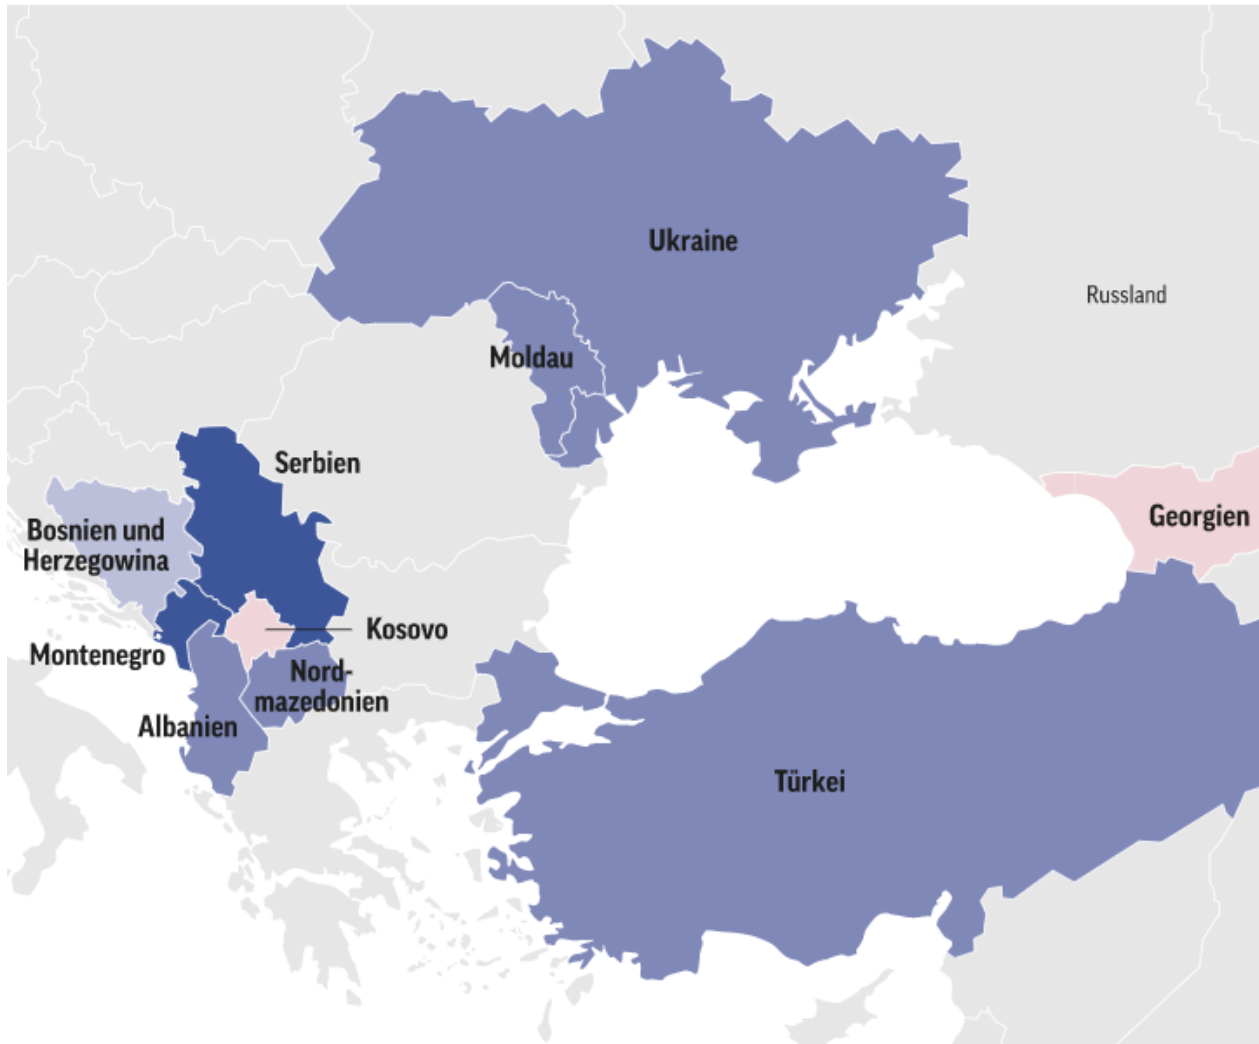 Ukraine
Russland
Moldau
Serbien
Georgien
Bosnien und
Herzegowina
Kosovo
Montenegro
Nord-
mazedonien
Albanien
Türkei